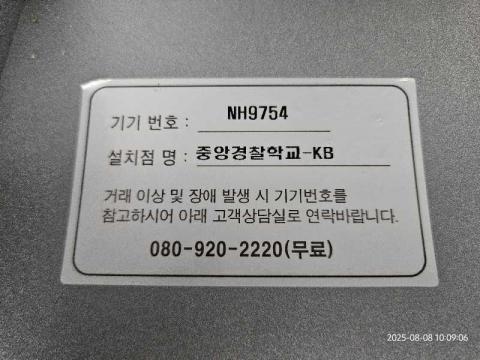 기기 번호 : NH9754
설치점 명 : 중앙경찰학교-KB
거래 이상 및 장애 발생 시 기기번호를
참고하시어 아래 고객상담실로 연락바랍니다.
080-920-2220(무료)
2025-08-08 10:09:06